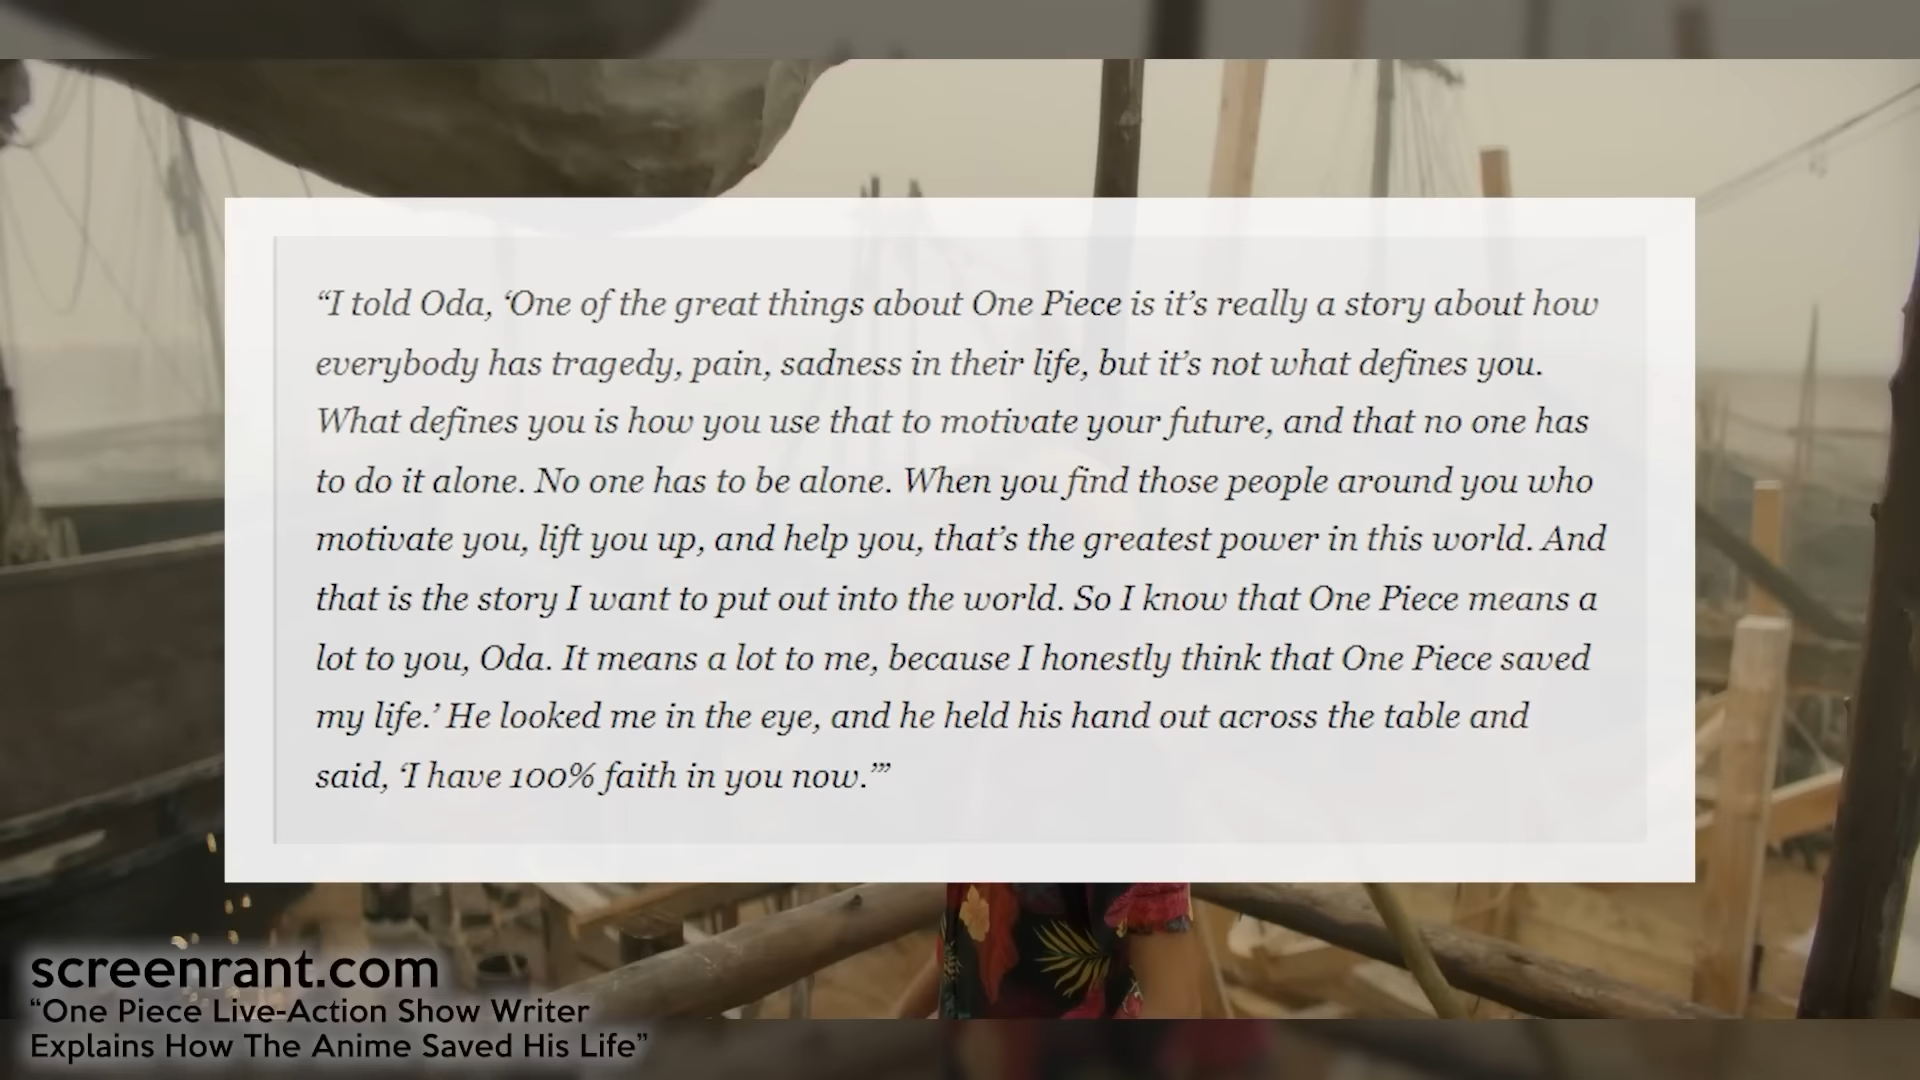 “I told Oda, ‘One of the great things about One Piece is it’s really a story about how
everybody has tragedy, pain, sadness in their life, but it’s not what defines you.
What defines you is how you use that to motivate your future, and that no one has
to do it alone. No one has to be alone. When you find those people around you who
motivate you, lift you up, and help you, that’s the greatest power in this world. And
that is the story I want to put out into the world. So I know that One Piece means a
lot to you, Oda. It means a lot to me, because I honestly think that One Piece saved
my life.’ He looked me in the eye, and he held his hand out across the table and
said, ‘I have 100% faith in you now.’”
screenrant.com
“One Piece Live-Action Show Writer
Explains How The Anime Saved His Life”